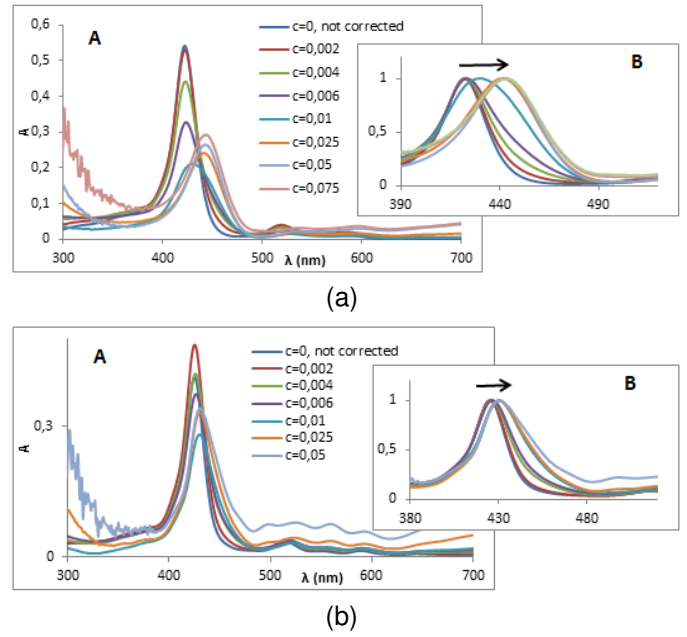 0,6
A
0,5
0,4
A
0,3
0,2
0,1
0
300
400
500
600
700
λ (nm)
c=0, not corrected
c=0,002
c=0,004
c=0,006
c=0,01
c=0,025
c=0,05
c=0,075
B
1
0,5
0
390
440
490
(a)
A
0,3
A
0
300
400
500
600
700
λ (nm)
c=0, not corrected
c=0,002
c=0,004
c=0,006
c=0,01
c=0,025
c=0,05
B
1
0,5
0
380
430
480
(b)